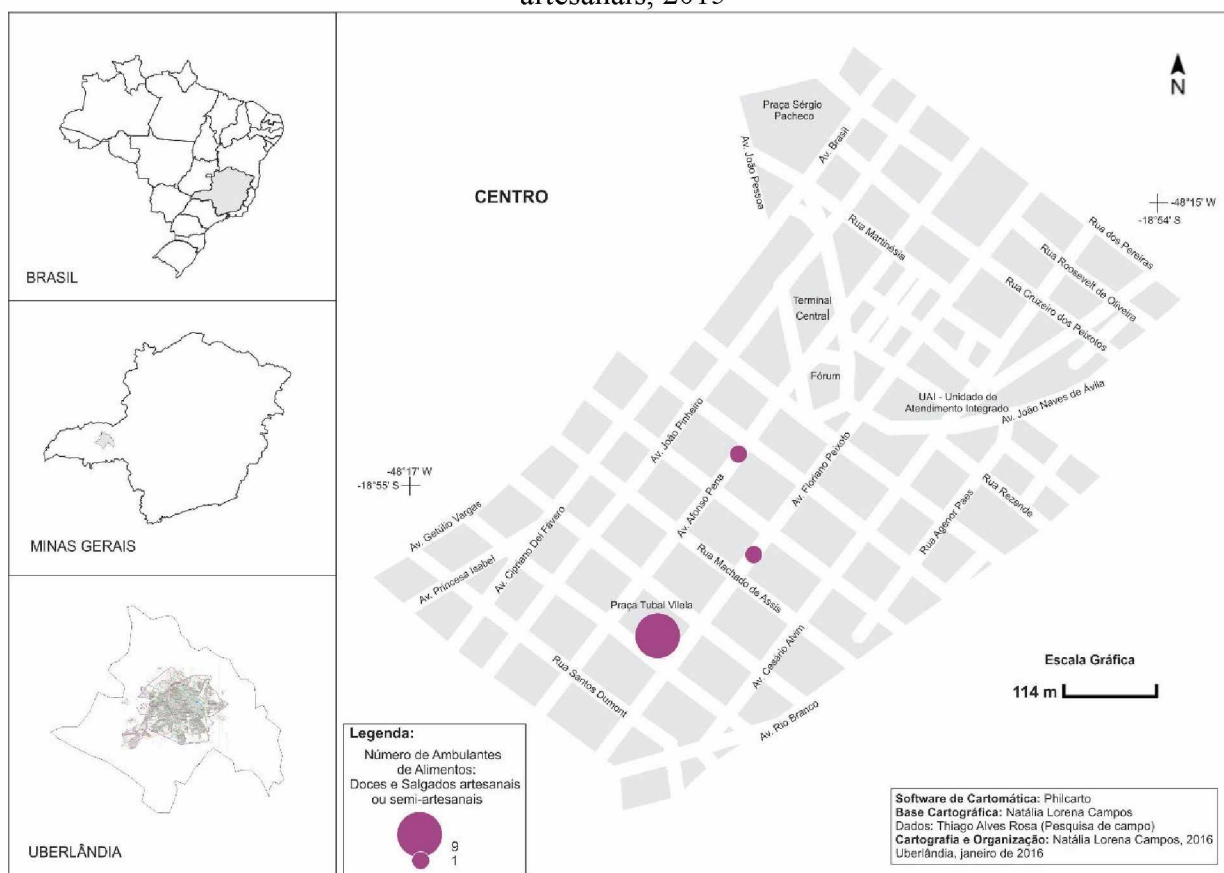 artesanais, 2015
BRASIL
MINAS GERAIS
UBERLÂNDIA
CENTRO
N
-48°15' W
-18°54' S
Praça Sérgio
Pacheco
Av. João Pessoa
Av. Brasil
Rua Martinésia
Rua dos Pereiras
Rua Roosevelt de Oliveira
Rua Cruzeiro dos Peixotos
Terminal
Central
Fórum
UAI - Unidade de
Atendimento Integrado
Av. João Naves de Ávila
Av. João Pinheiro
Av. Afonso Pena
Av. Floriano Peixoto
-48°17' W
-18°55' S
Av. Getúlio Vargas
Av. Princesa Isabel
Av. Cipriano Del Fávero
Rua Machado de Assis
Rua Agenor Paes
Rua Rezende
Praça Tubal Vilela
Rua Santos Dumont
Av. Cesário Alvim
Av. Rio Branco
Escala Gráfica
114 m
Legenda:
Número de Ambulantes
de Alimentos:
Doces e Salgados artesanais
ou semi-artesanais
9
1
Software de Cartomática: Philcarto
Base Cartográfica: Natália Lorena Campos
Dados: Thiago Alves Rosa (Pesquisa de campo)
Cartografia e Organização: Natália Lorena Campos, 2016
Uberlândia, janeiro de 2016